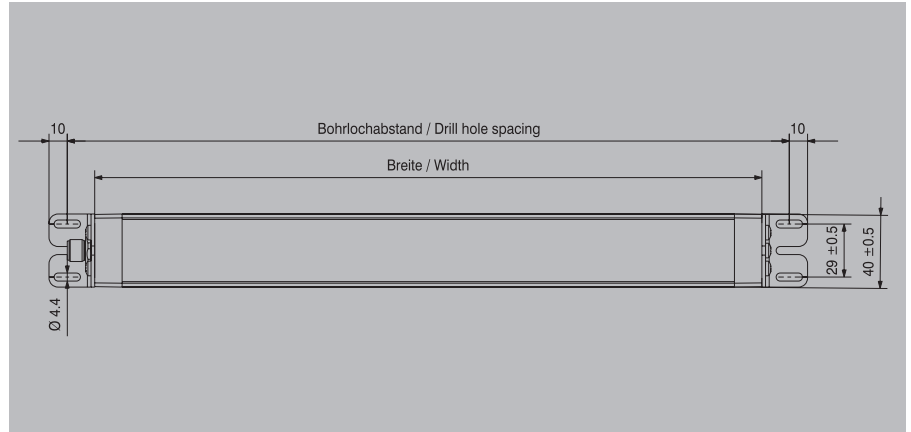 10
Bohrlochabstand / Drill hole spacing
10
Breite / Width
29 ±0.5
40 ±0.5
Ø 4.4